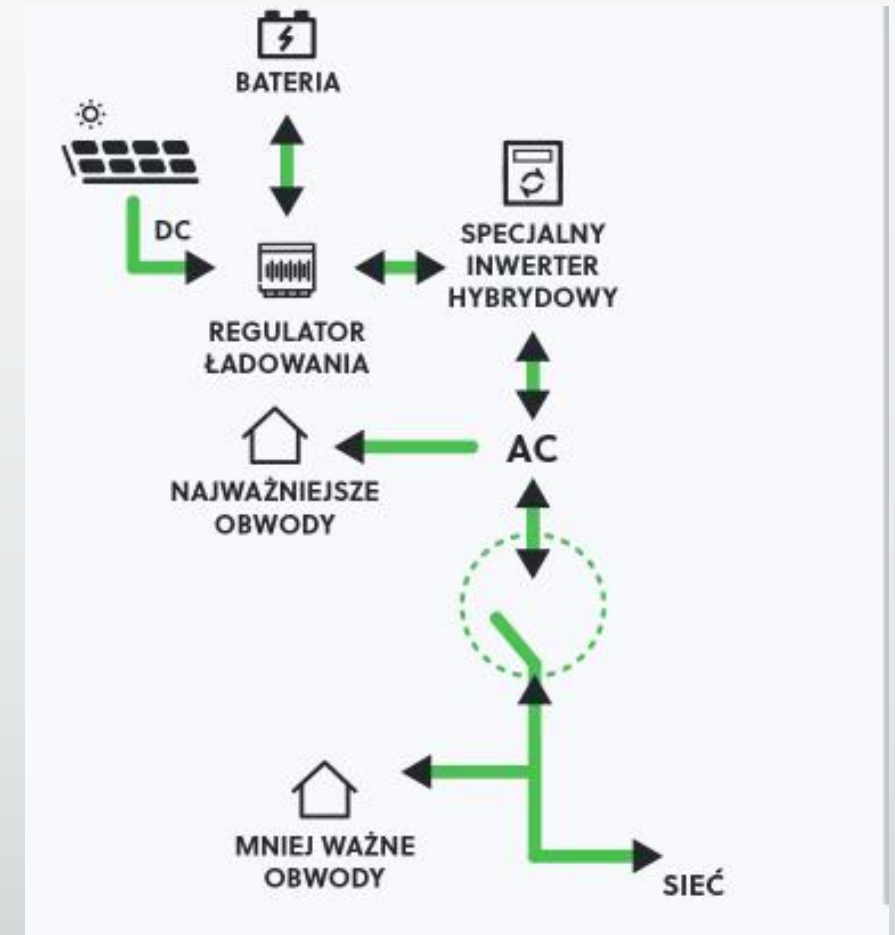 BATERIA
DC
SPECJALNY
INWERTER
HYBRYDOWY
REGULATOR
ŁADOWANIA
AC
NAJWAŻNIEJSZE
OBWODY
MNIEJ WAŻNE
OBWODY
SIEĆ